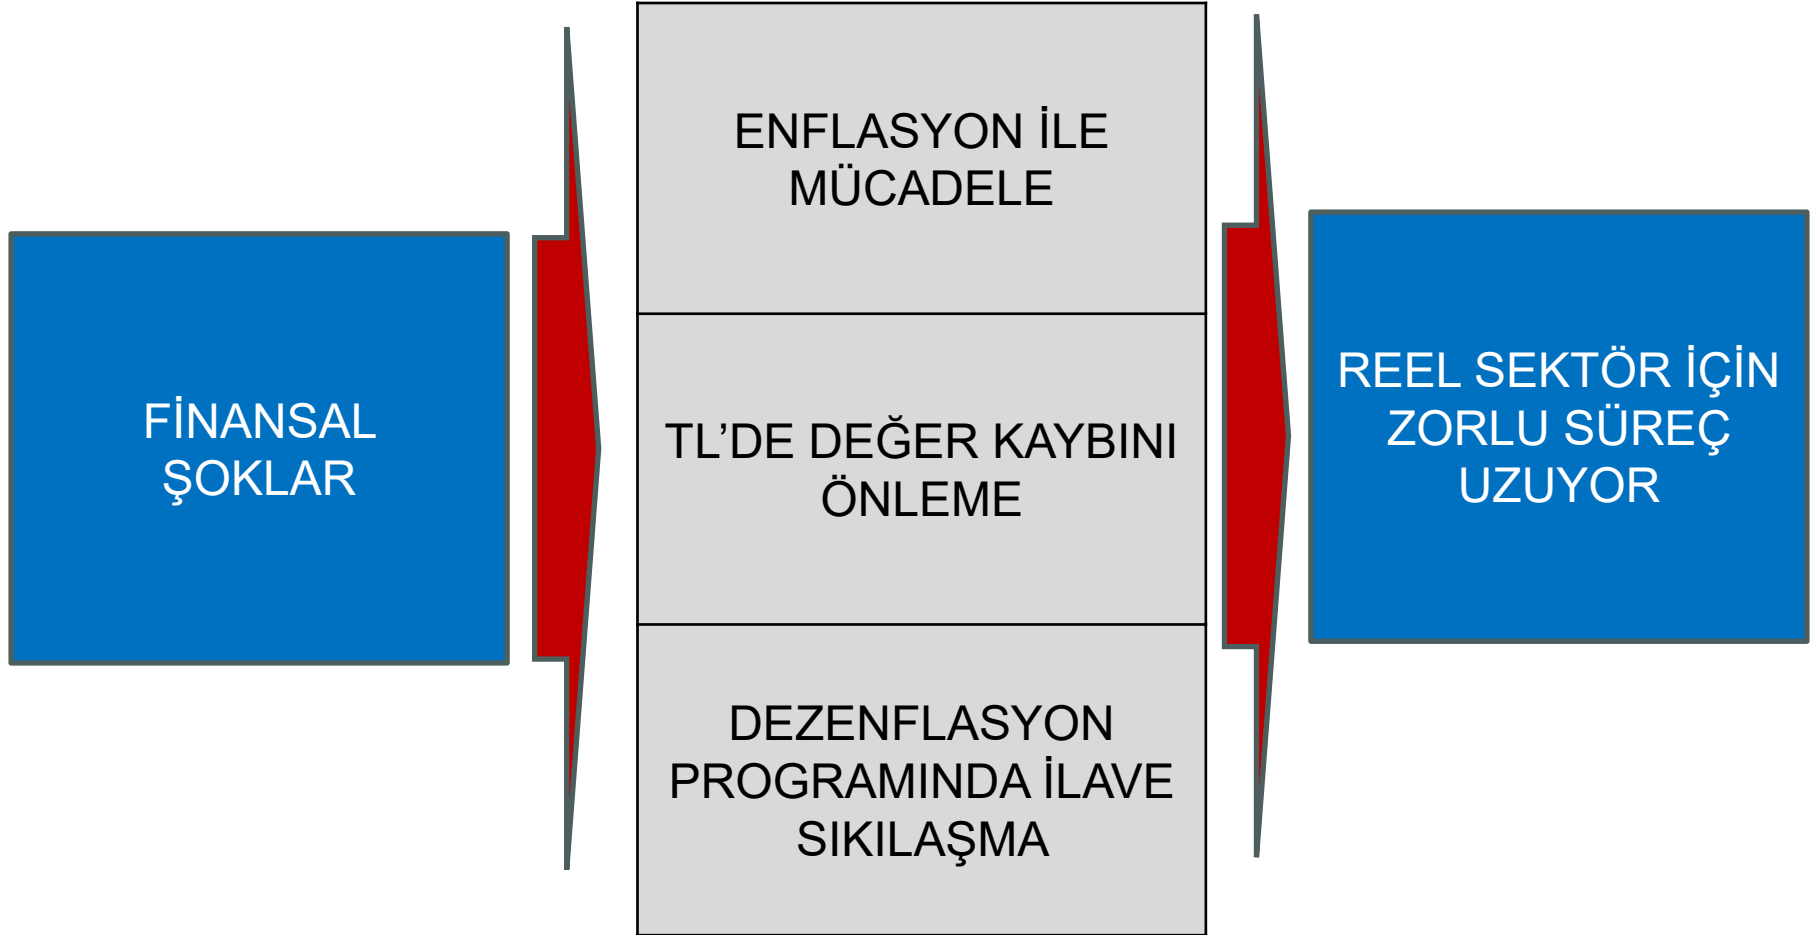 FİNANSAL
ŞOKLAR
ENFLASYON İLE
MÜCADELE
TL’DE DEĞER KAYBINI
ÖNLEME
DEZENFLASYON
PROGRAMINDA İLAVE
SIKILAŞMA
REEL SEKTÖR İÇİN
ZORLU SÜREÇ
UZUYOR